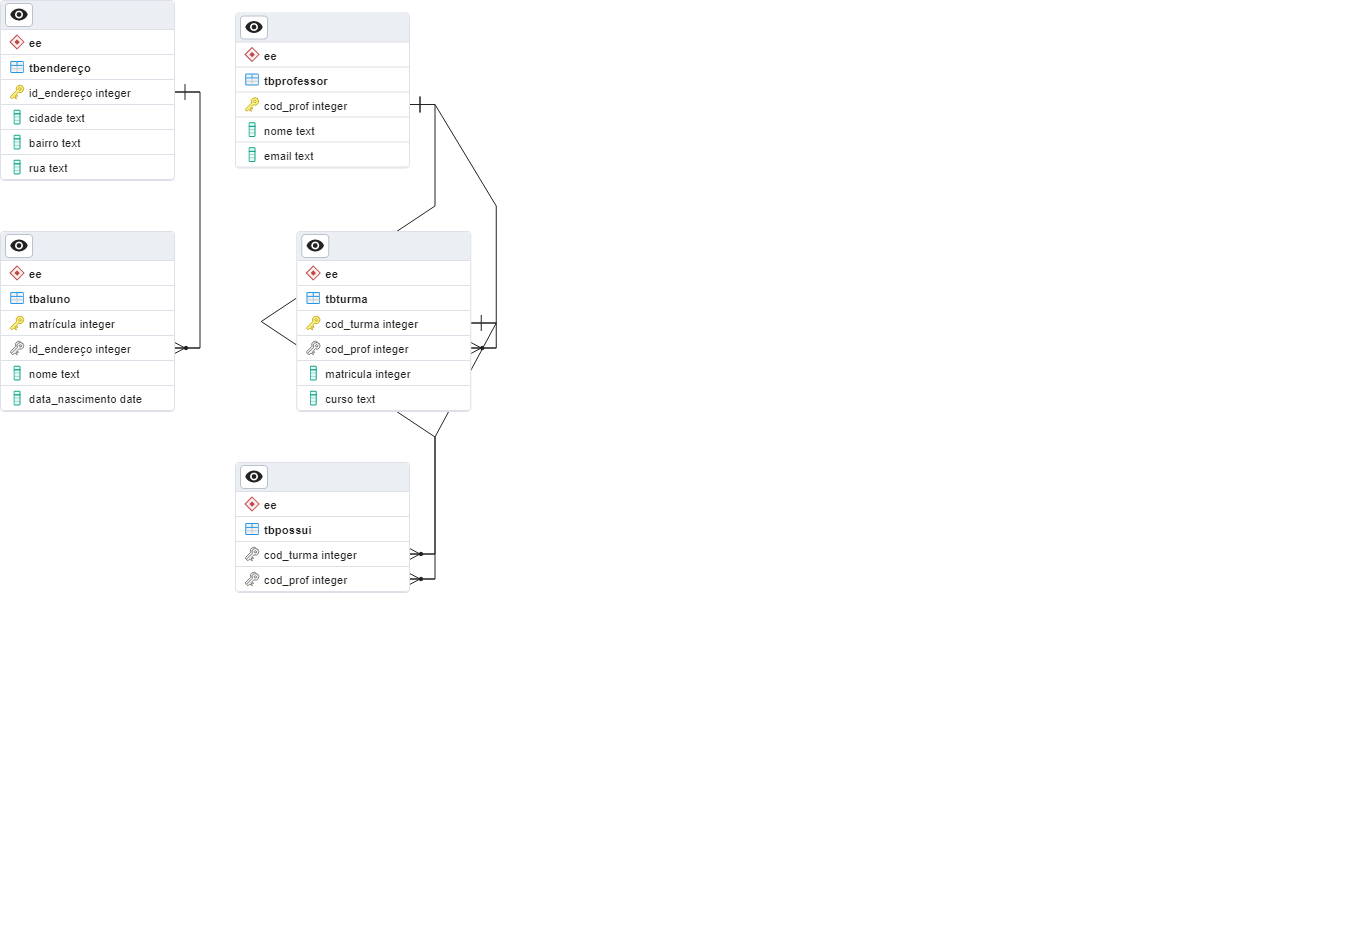 ee
tbendereço
id_endereço integer
cidade text
bairro text
rua text
ee
tbprofessor
cod_prof integer
nome text
email text
ee
tbaluno
matrícula integer
id_endereço integer
nome text
data_nascimento date
ee
tbturma
cod_turma integer
cod_prof integer
matricula integer
curso text
ee
tbpossui
cod_turma integer
cod_prof integer